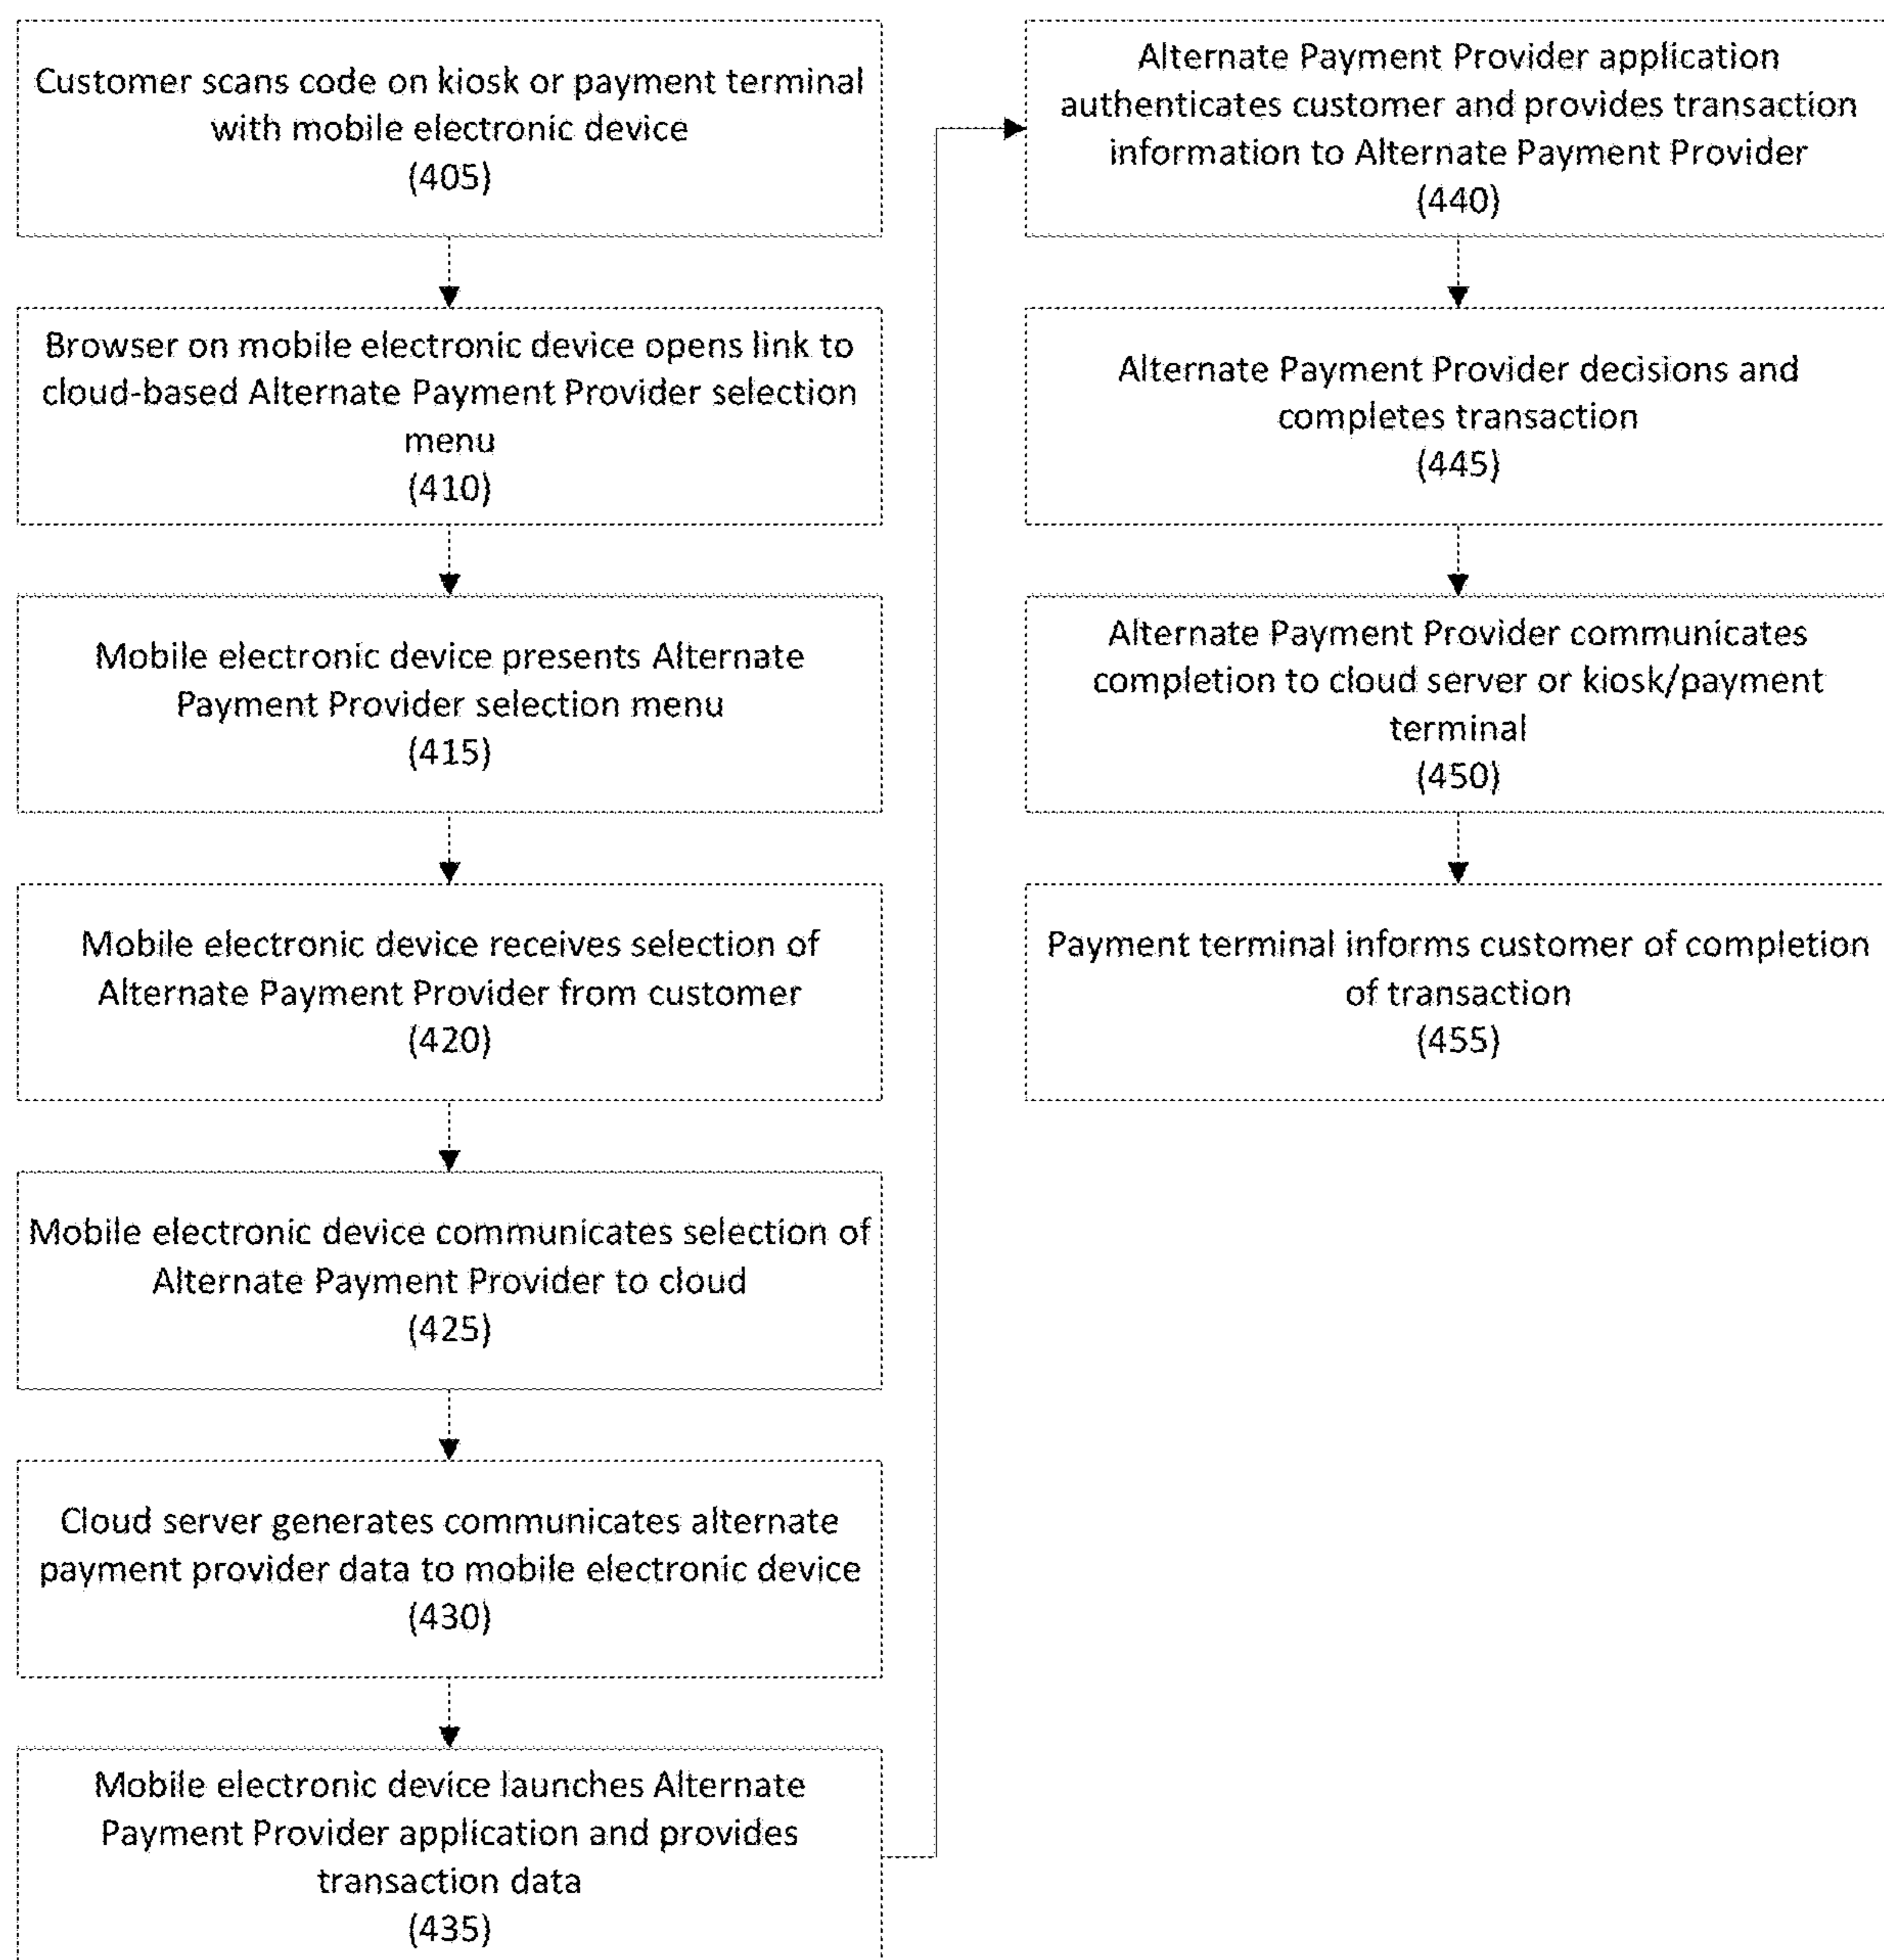 Customer scans code on kiosk or payment terminal
with mobile electronic device
(405)
Browser on mobile electronic device opens link to
cloud-based Alternate Payment Provider selection
menu
(410)
Mobile electronic device presents Alternate
Payment Provider selection menu
(415)
Mobile electronic device receives selection of
Alternate Payment Provider from customer
(420)
Mobile electronic device communicates selection of
Alternate Payment Provider to cloud
(425)
Cloud server generates communicates alternate
payment provider data to mobile electronic device
(430)
Mobile electronic device launches Alternate
Payment Provider application and provides
transaction data
(435)
Alternate Payment Provider application
authenticates customer and provides transaction
information to Alternate Payment Provider
(440)
Alternate Payment Provider decisions and
completes transaction
(445)
Alternate Payment Provider communicates
completion to cloud server or kiosk/payment
terminal
(450)
Payment terminal informs customer of completion
of transaction
(455)